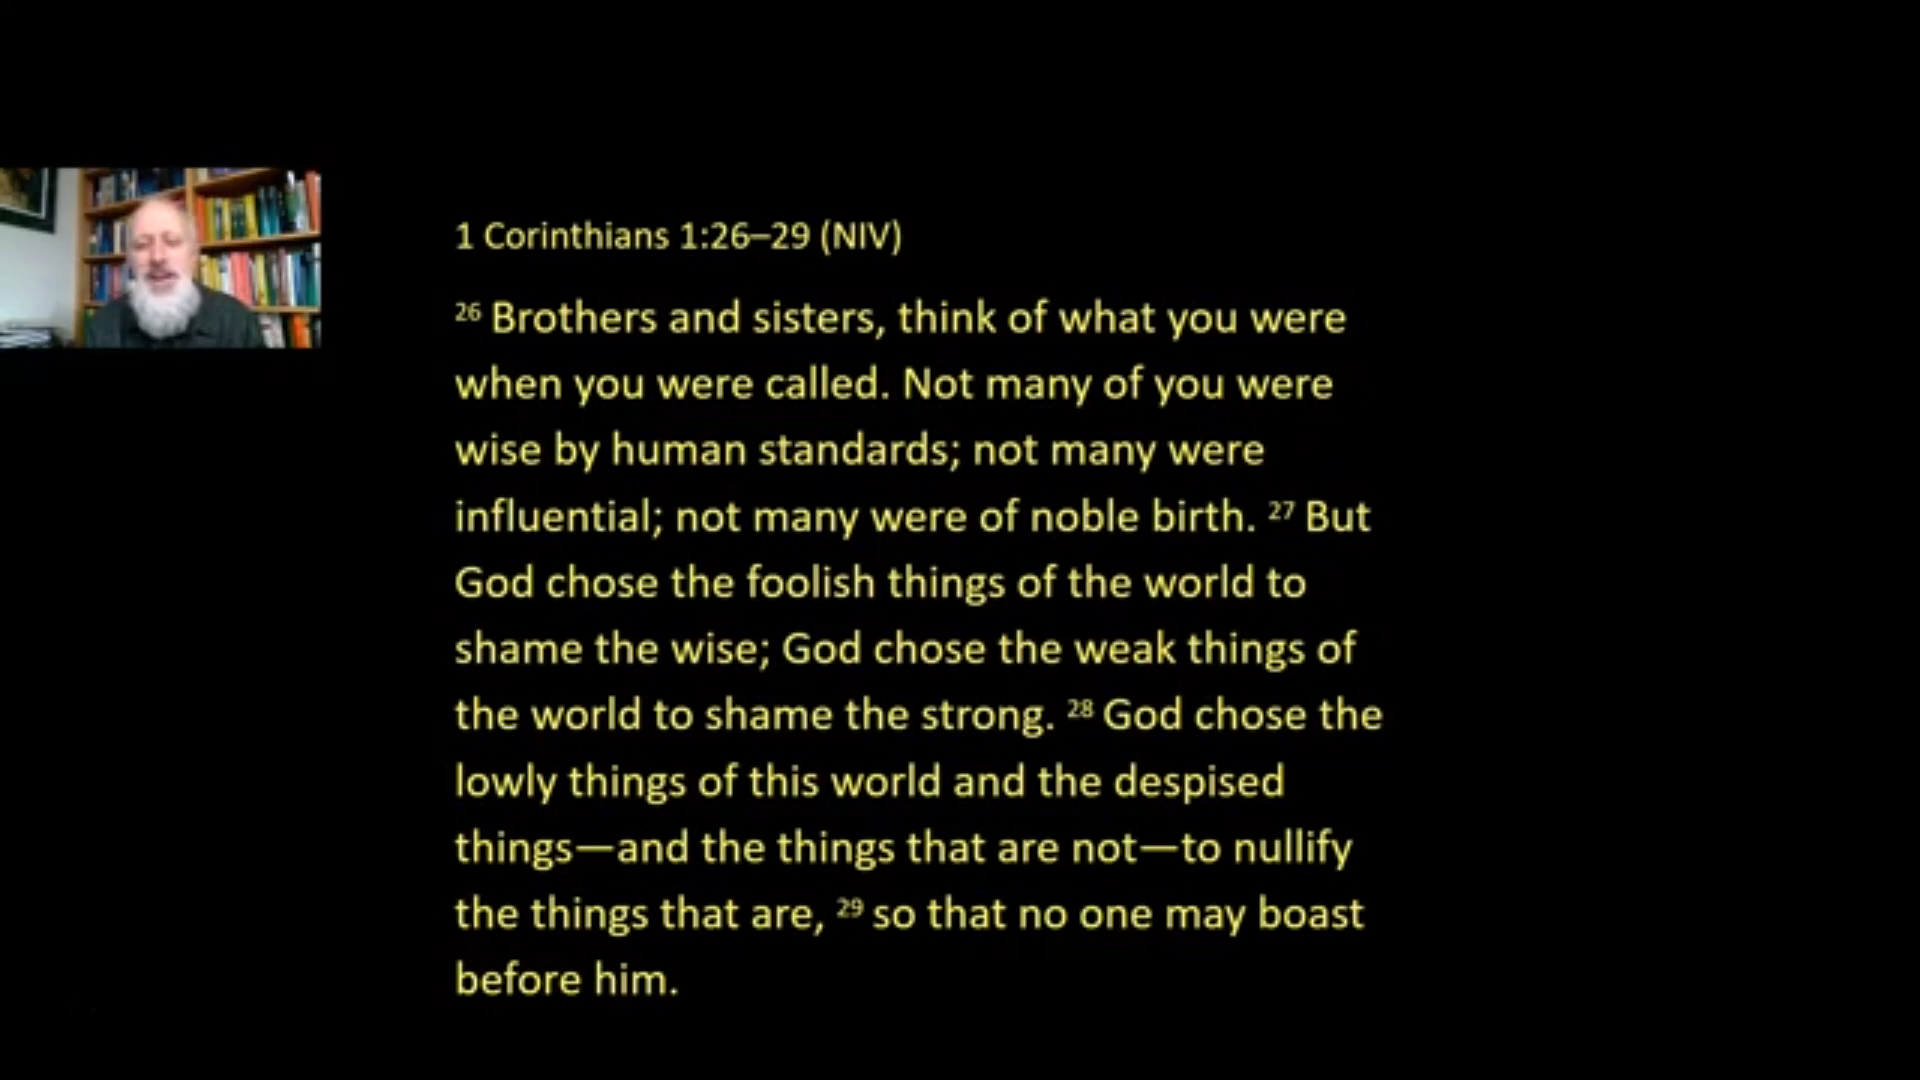 1 Corinthians 1:26–29 (NIV)
26 Brothers and sisters, think of what you were
when you were called. Not many of you were
wise by human standards; not many were
influential; not many were of noble birth. 27 But
God chose the foolish things of the world to
shame the wise; God chose the weak things of
the world to shame the strong. 28 God chose the
lowly things of this world and the despised
things—and the things that are not—to nullify
the things that are, 29 so that no one may boast
before him.